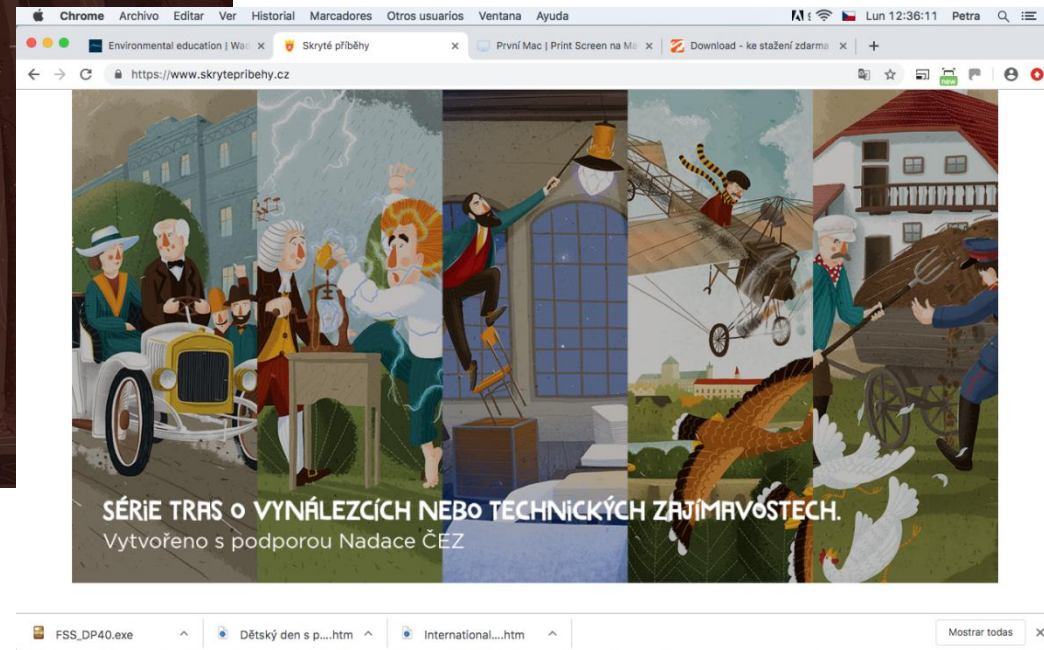 Chrome Archivo Editar Ver Historial Marcadores Otros usuarios Ventana Ayuda Lun 12:36:11 Petra
Environmental education | Wa Skryté příběhy První Mac | Print Screen na Ma Download - ke stažení zdarma
https://www.skrytepribehy.cz new
SÉRIE TRAS O VYNÁLEZCÍCH NEBO TECHNICKÝCH ZAJÍMAVOSTECH.
Vytvořeno s podporou Nadace ČEZ
FSS_DP40.exe Dětský den s p....htm International....htm Mostrar todas